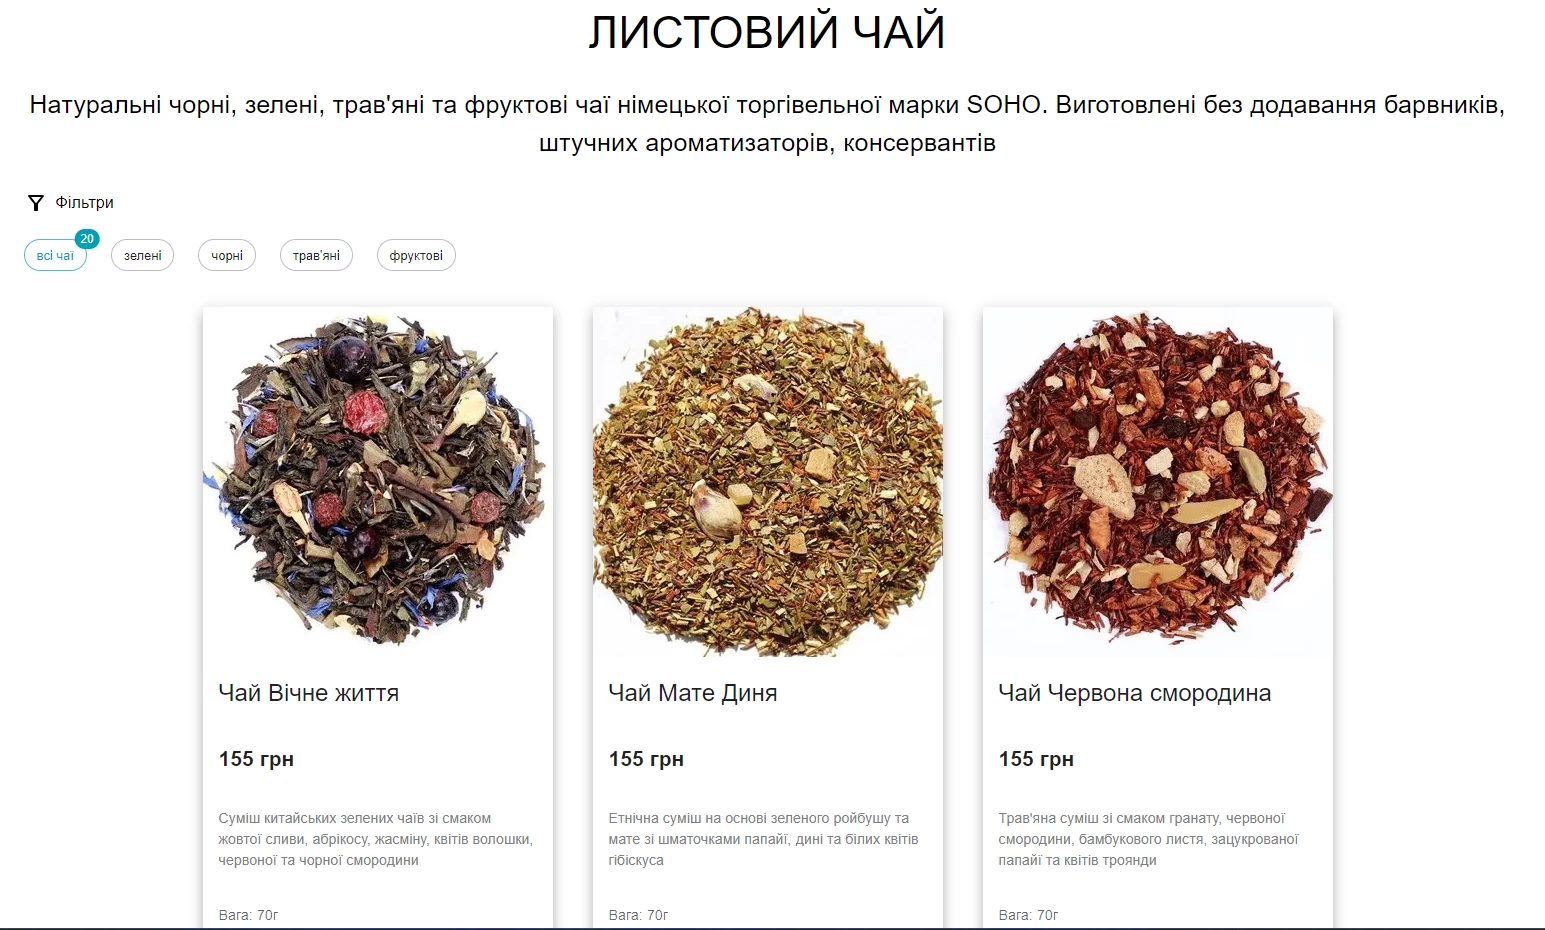 ЛИСТОВИЙ ЧАЙ
Натуральні чорні, зелені, трав'яні та фруктові чаї німецької торгівельної марки SOHO. Виготовлені без додавання барвників,
штучних ароматизаторів, консервантів
Фільтри
20
всі чаї
зелені
чорні
трав'яні
фруктові
Чай Вічне життя
155 грн
Суміш китайських зелених чаїв зі смаком
жовтої сливи, абрікосу, жасміну, квітів волошки,
червоної та чорної смородини
Вага: 70г
Чай Мате Диня
155 грн
Етнічна суміш на основі зеленого ройбушу та
мате зі шматочками папайї, дині та білих квітів
гібіскуса
Вага: 70г
Чай Червона смородина
155 грн
Трав'яна суміш зі смаком гранату, червоної
смородини, бамбукового листя, зацукрованої
папайї та квітів троянди
Вага: 70г